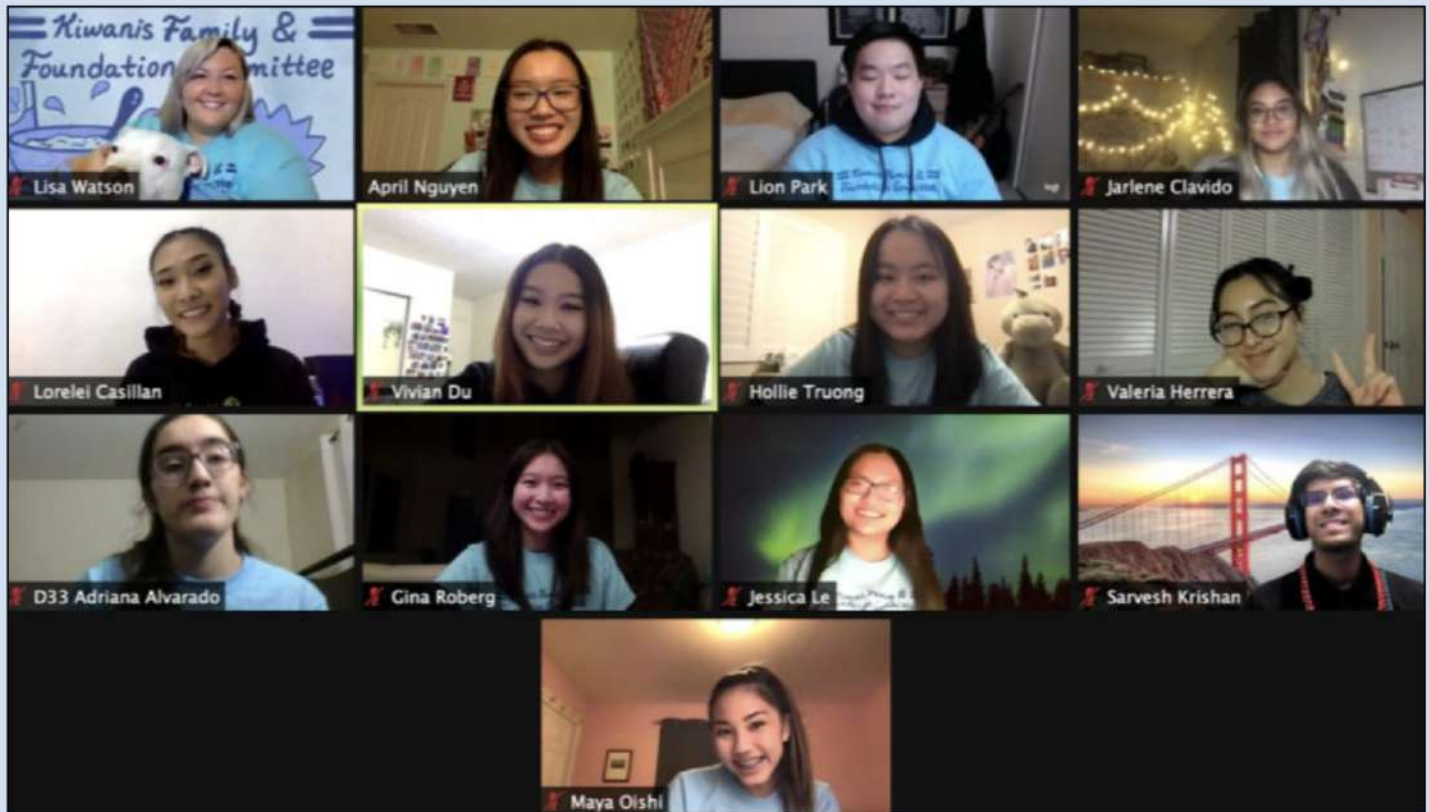 Kiwanis Family &
Foundation mittee
Lisa Watson
April Nguyen
Lion Park
Jarlene Clavido
Lorelei Casillan
Vivian Du
Hollie Truong
Valeria Herrera
D33 Adriana Alvarado
Gina Roberg
Jessica Le
Sarvesh Krishan
Maya Oishi